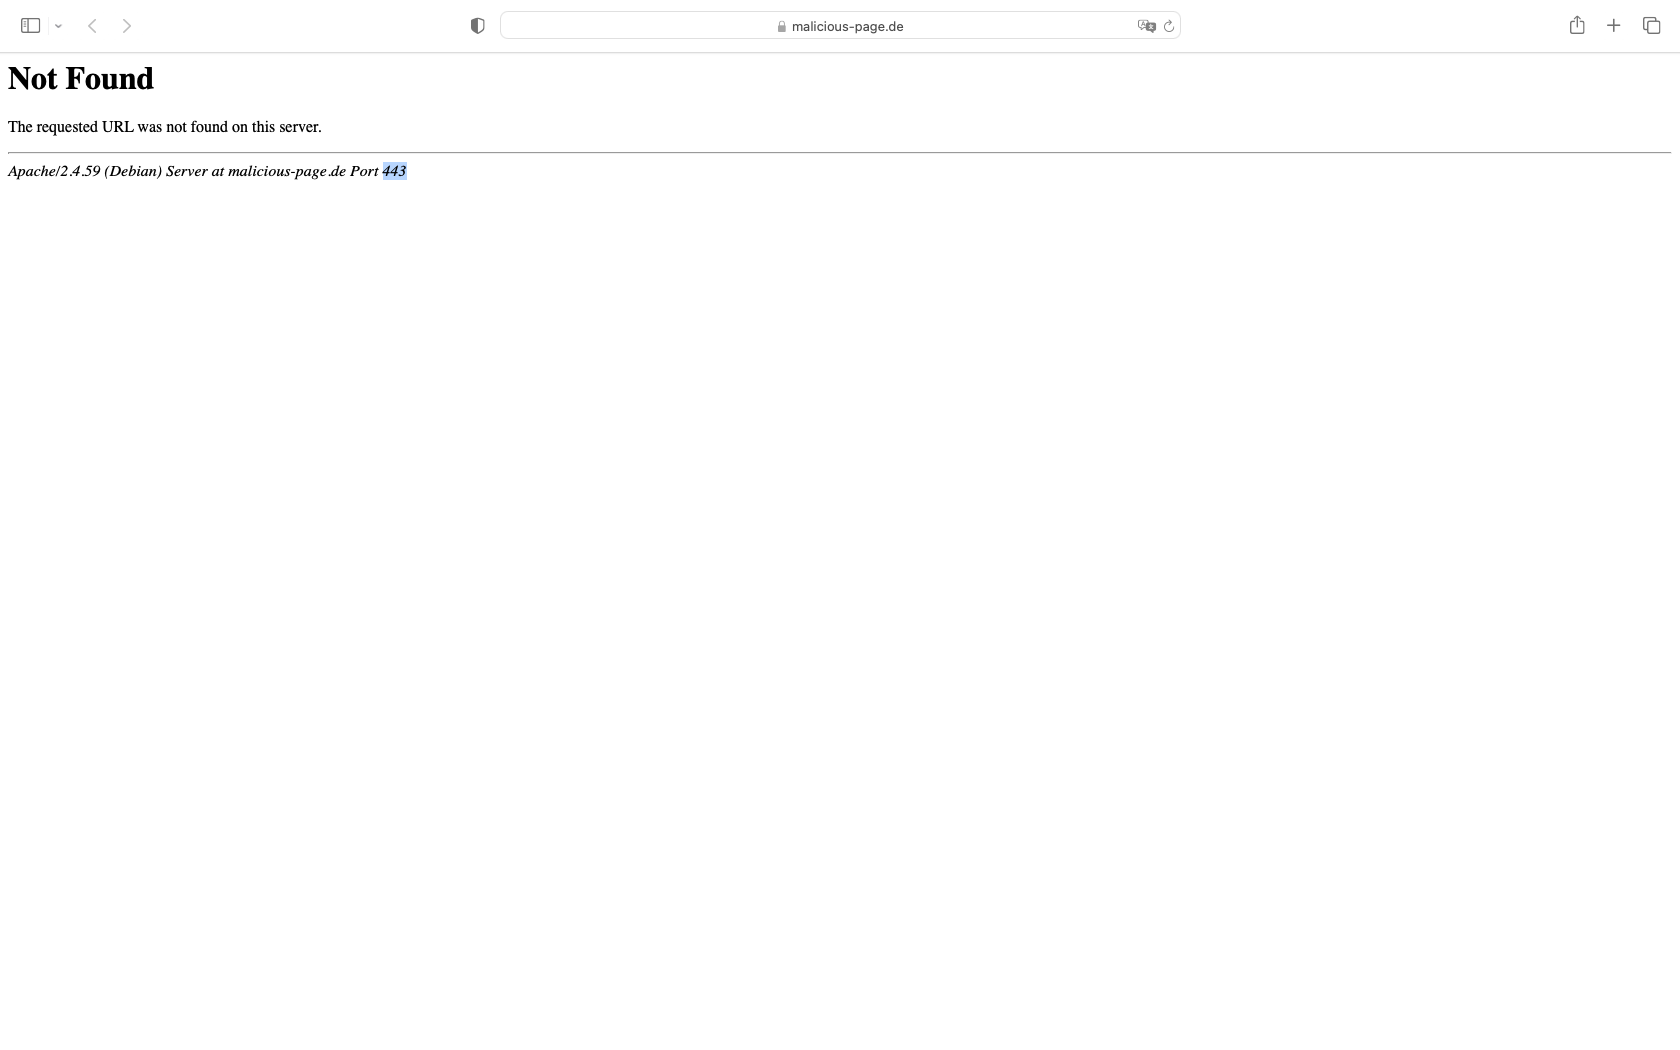 malicious-page.de
Not Found
The requested URL was not found on this server.
Apache/2.4.59 (Debian) Server at malicious-page.de Port 443